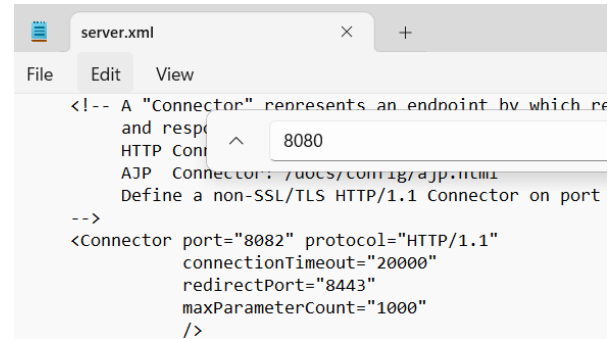 server.xml
File Edit View
<!-- A "Connector" represents an endpoint by which re
and respo
8080
HTTP Conn
AJP Connector: /docs/config/ajp.html
Define a non-SSL/TLS HTTP/1.1 Connector on port
-->
<Connector port="8082" protocol="HTTP/1.1"
connectionTimeout="20000"
redirectPort="8443"
maxParameterCount="1000"
/>